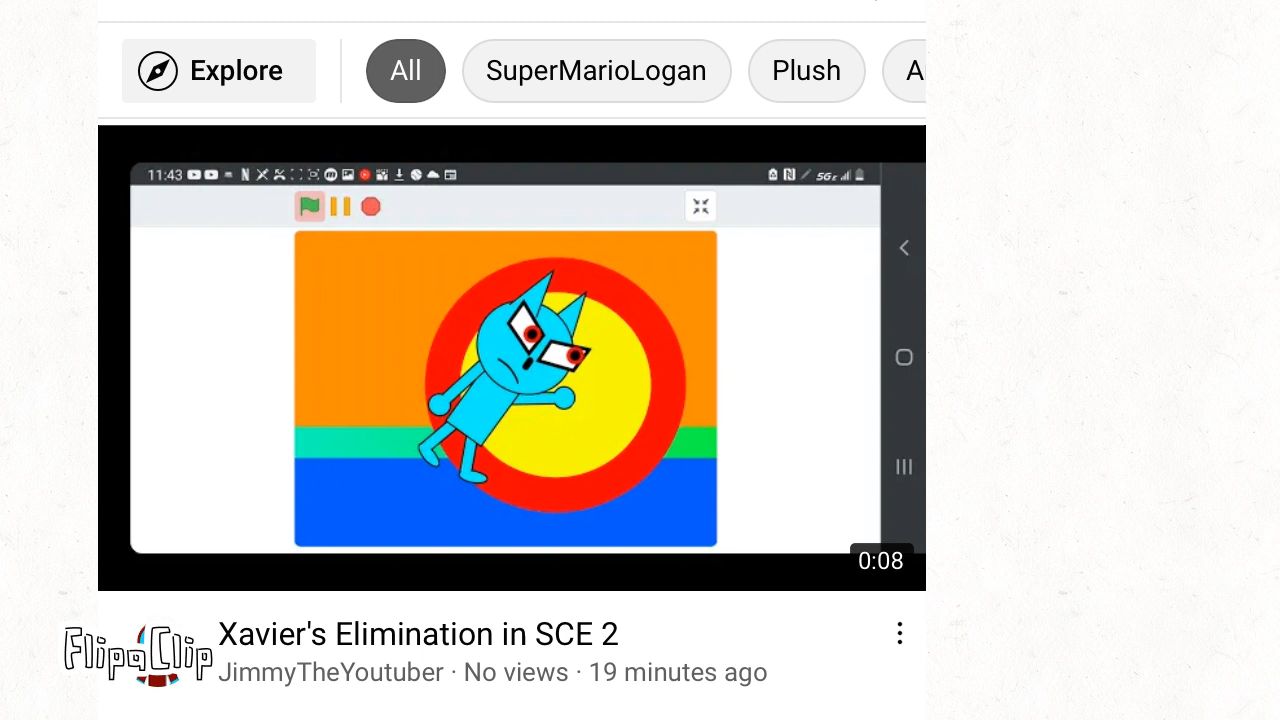 Explore
All
SuperMarioLogan
Plush
A
11:43
5G
0:08
Xavier's Elimination in SCE 2
JimmyTheYoutuber · No views · 19 minutes ago
FlipaClip